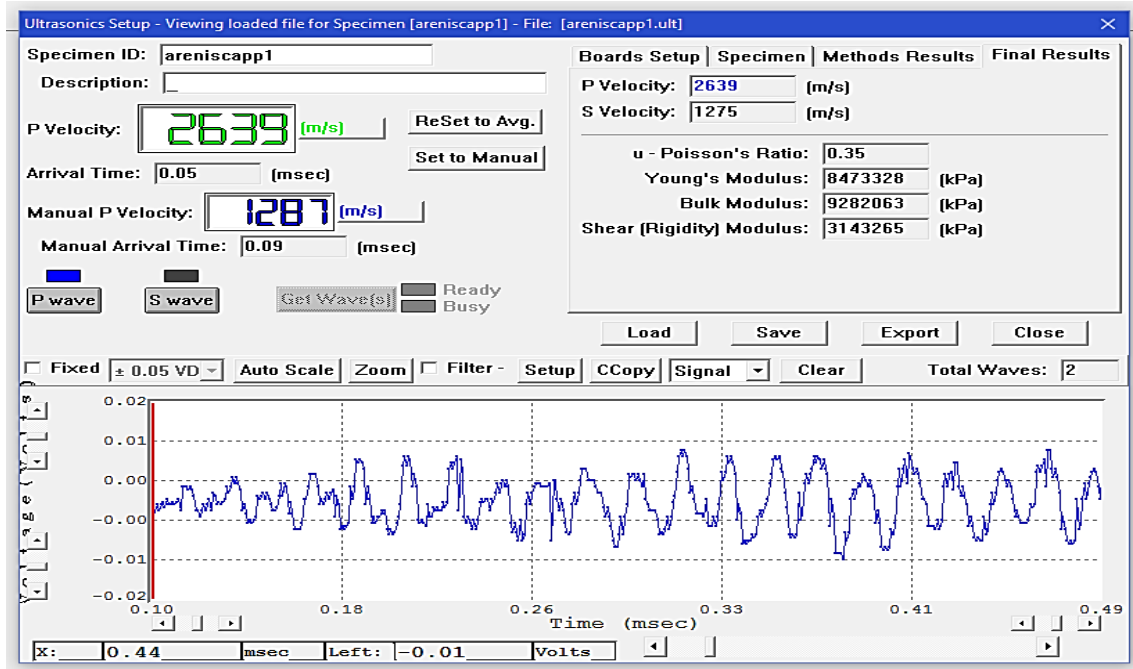 Ultrasonics Setup - Viewing loaded file for Specimen [areniscapp1] - File: [areniscapp1.ult]
Specimen ID: areniscapp1
Description: _
P Velocity: 2639 (m/s) ReSet to Avg.
Set to Manual
Arrival Time: 0.05 (msec)
Manual P Velocity: 1287 (m/s)
Manual Arrival Time: 0.09 (msec)
P wave S wave Get Wave(s) Ready
Busy
Boards Setup Specimen Methods Results Final Results
P Velocity: 2639 (m/s)
S Velocity: 1275 (m/s)
u - Poisson's Ratio: 0.35
Young's Modulus: 8473328 (kPa)
Bulk Modulus: 9282063 (kPa)
Shear (Rigidity) Modulus: 3143265 (kPa)
Load Save Export Close
Fixed ± 0.05 VD Auto Scale Zoom Filter - Setup CCopy Signal Clear Total Waves: 2
Voltage (Volts)
0.02
0.01
0.00
-0.00
-0.01
-0.02
0.10 0.18 0.26 0.33 0.41 0.49
Time (msec)
X: 0.44 msec Left: -0.01 Volts